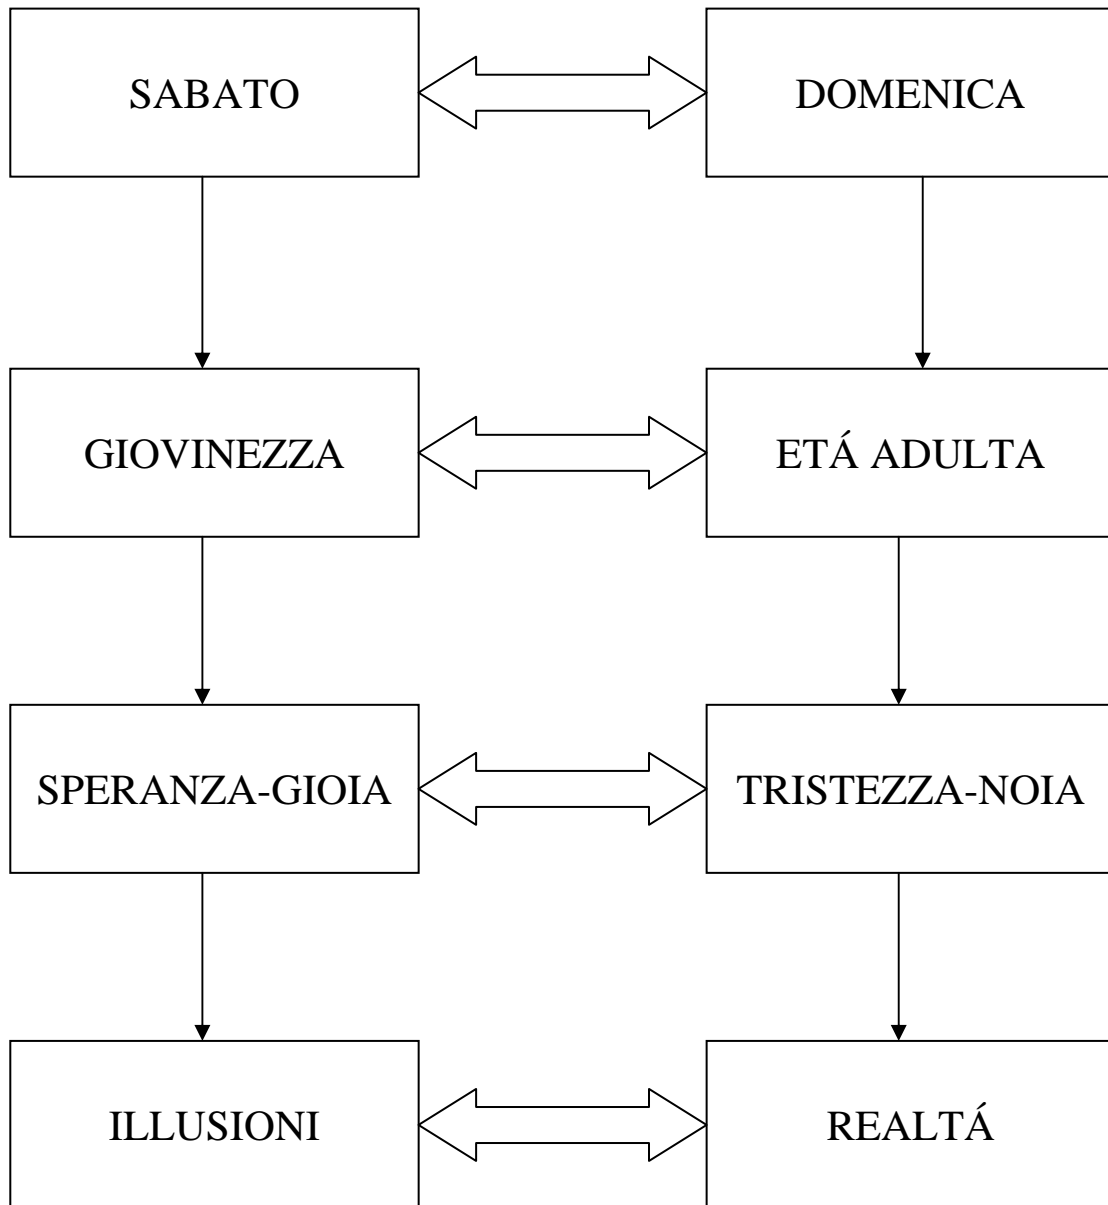 SABATO
DOMENICA
GIOVINEZZA
ETÁ ADULTA
SPERANZA-GIOIA
TRISTEZZA-NOIA
ILLUSIONI
REALTÁ